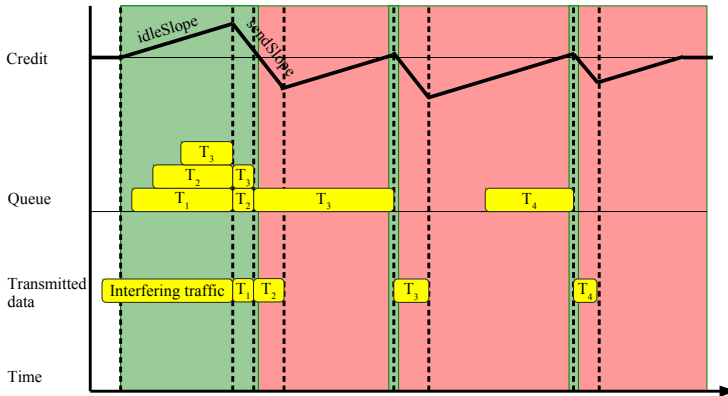 idleSlope
sendSlope
Credit
T3
T2 T3
Queue T1 T2 T3 T4
Transmitted
data
Interfering traffic T1 T2 T3 T4
Time